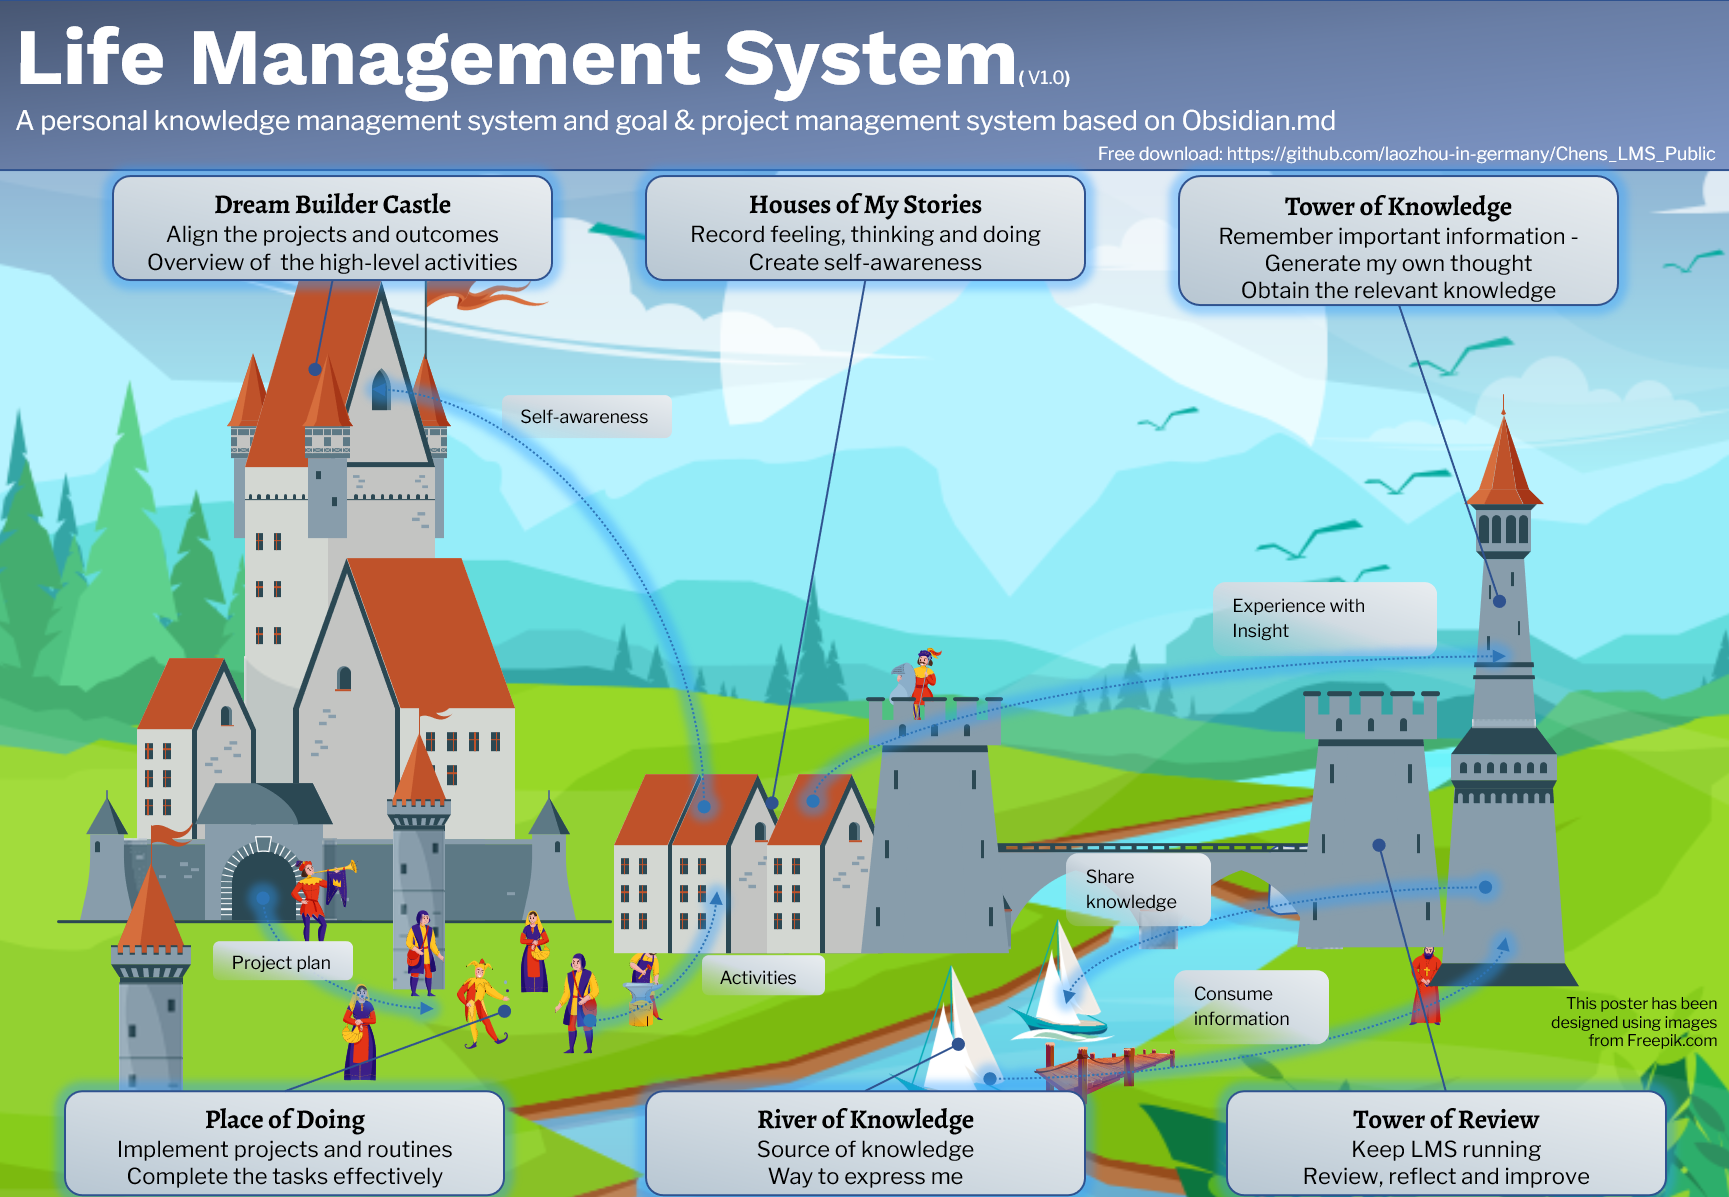 Life Management System( V1.0)
A personal knowledge management system and goal & project management system based on Obsidian.md
Free download: https://github.com/laozhou-in-germany/Chens_LMS_Public
Dream Builder Castle
Align the projects and outcomes
Overview of  the high-level activities
Houses of My Stories
Record feeling, thinking and doing
Create self-awareness
Tower of Knowledge
Remember important information -
Generate my own thought
Obtain the relevant knowledge
Self-awareness
Experience with
Insight
Share
knowledge
Project plan
Activities
Consume
information
This poster has been
designed using images
from Freepik.com
Place of Doing
Implement projects and routines
Complete the tasks effectively
River of Knowledge
Source of knowledge
Way to express me
Tower of Review
Keep LMS running
Review, reflect and improve